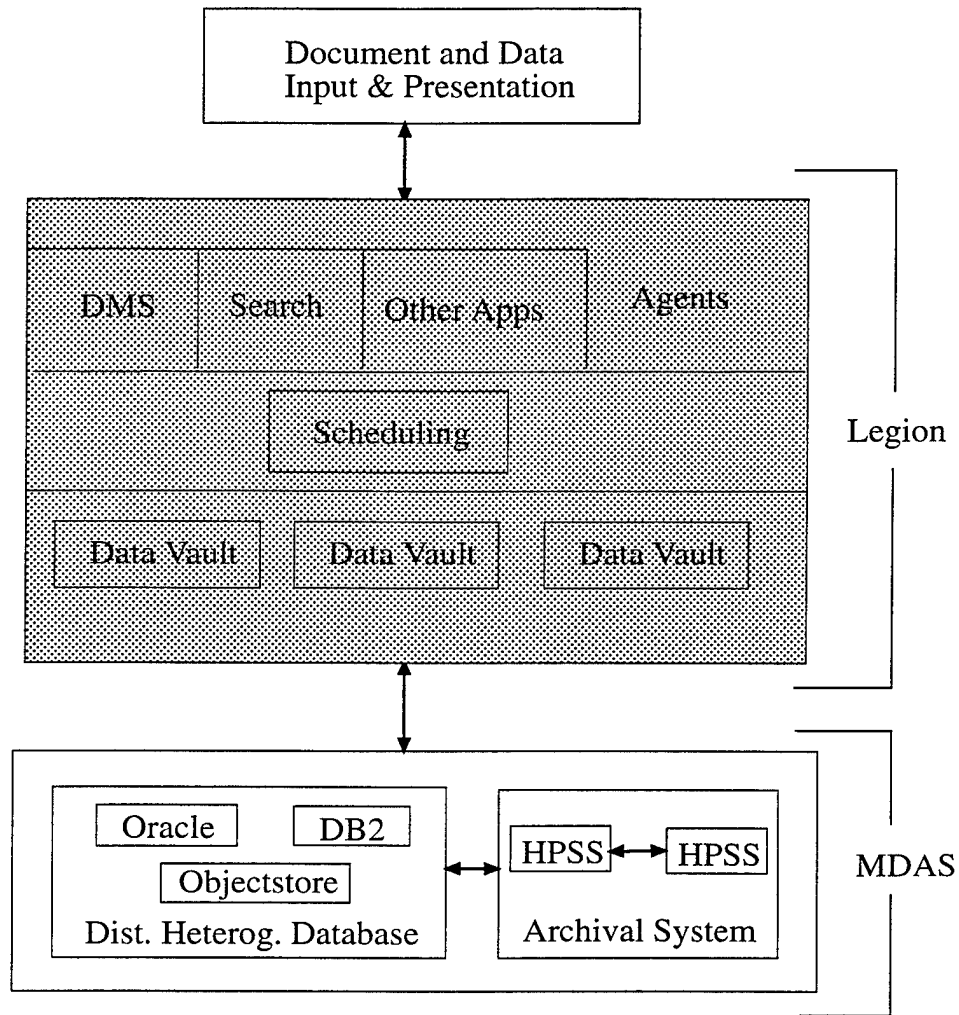 Document and Data
Input & Presentation
DMS
Search
Other Apps
Agents
Scheduling
Legion
Data Vault
Data Vault
Data Vault
Oracle
DB2
Objectstore
Dist. Heterog. Database
HPSS
HPSS
Archival System
MDAS